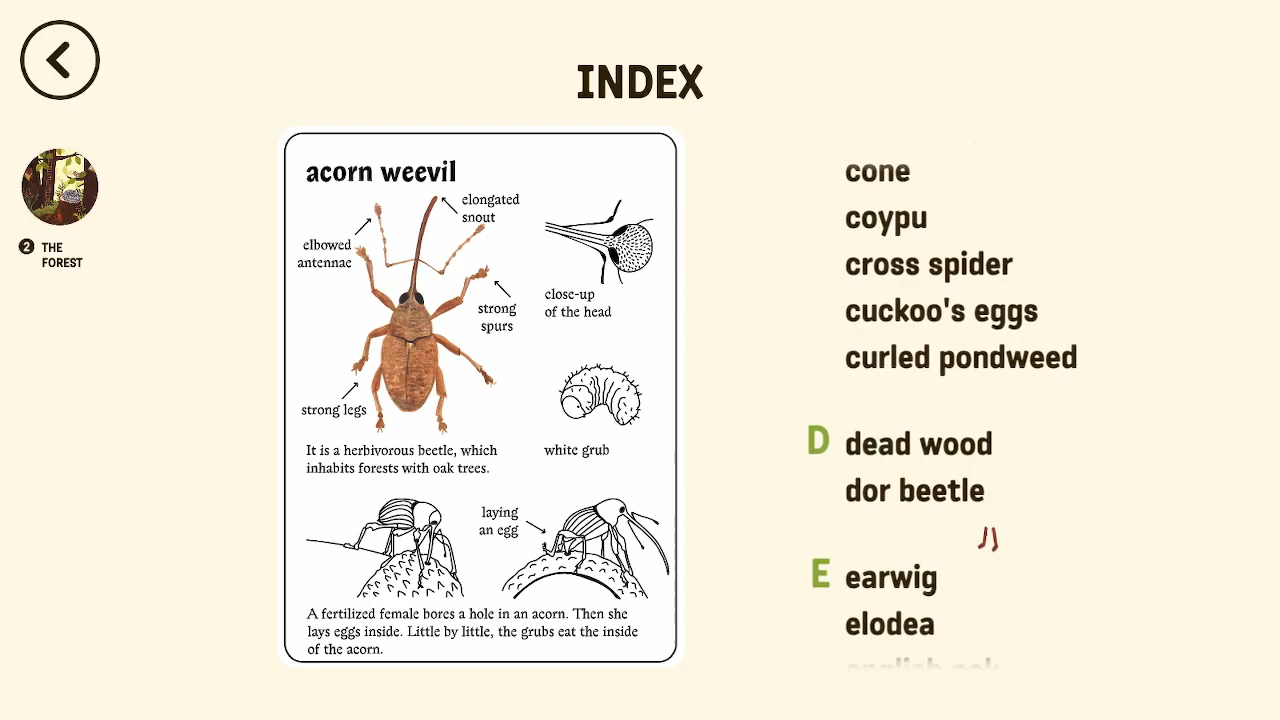 INDEX
2 THE
FOREST
acorn weevil
elongated
snout
elbowed
antennae
strong
spurs
close-up
of the head
strong legs
It is a herbivorous beetle, which
inhabits forests with oak trees.
white grub
laying
an egg
A fertilized female bores a hole in an acorn. Then she
lays eggs inside. Little by little, the grubs eat the inside
of the acorn.
cone
coypu
cross spider
cuckoo's eggs
curled pondweed
D dead wood
dor beetle
E earwig
elodea